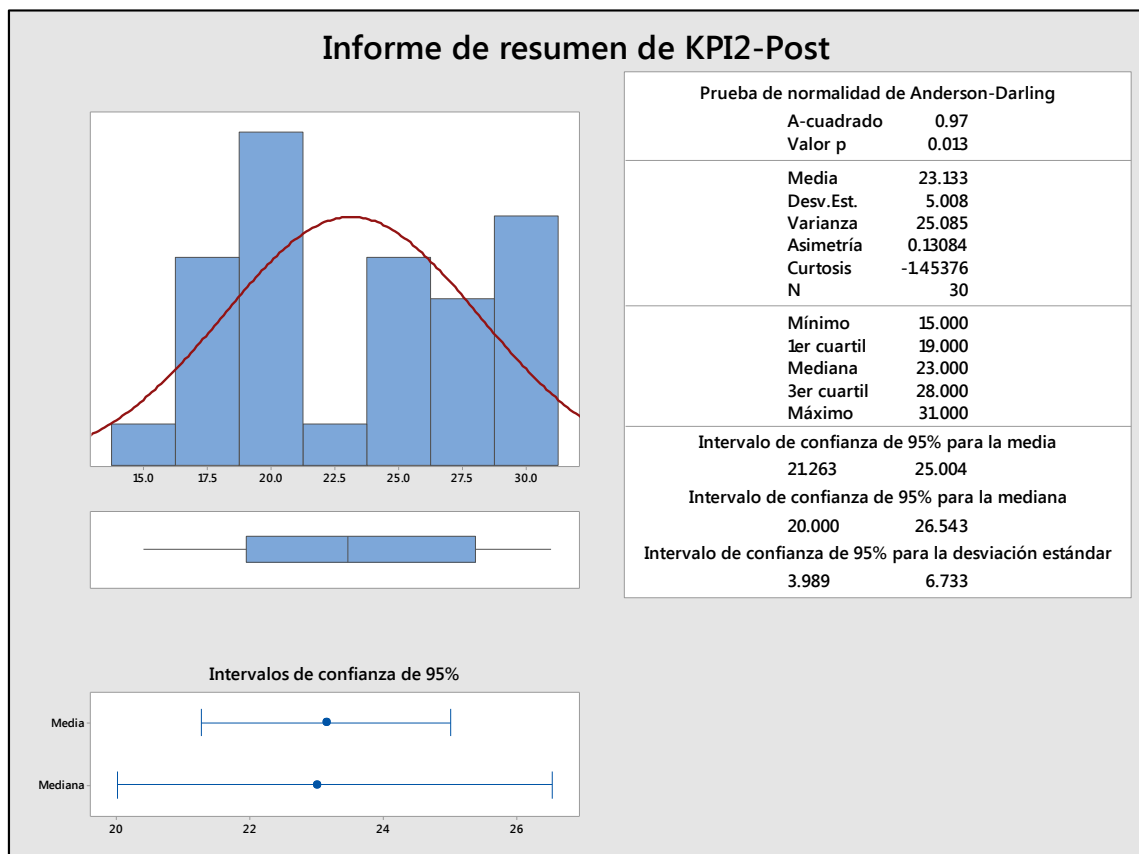 Informe de resumen de KPI2-Post
15.0 17.5 20.0 22.5 25.0 27.5 30.0
Prueba de normalidad de Anderson-Darling
A-cuadrado 0.97
Valor p 0.013
Media 23.133
Desv.Est. 5.008
Varianza 25.085
Asimetría 0.13084
Curtosis -1.45376
N 30
Mínimo 15.000
1er cuartil 19.000
Mediana 23.000
3er cuartil 28.000
Máximo 31.000
Intervalo de confianza de 95% para la media
21.263 25.004
Intervalo de confianza de 95% para la mediana
20.000 26.543
Intervalo de confianza de 95% para la desviación estándar
3.989 6.733
Intervalos de confianza de 95%
Media
Mediana
20 22 24 26